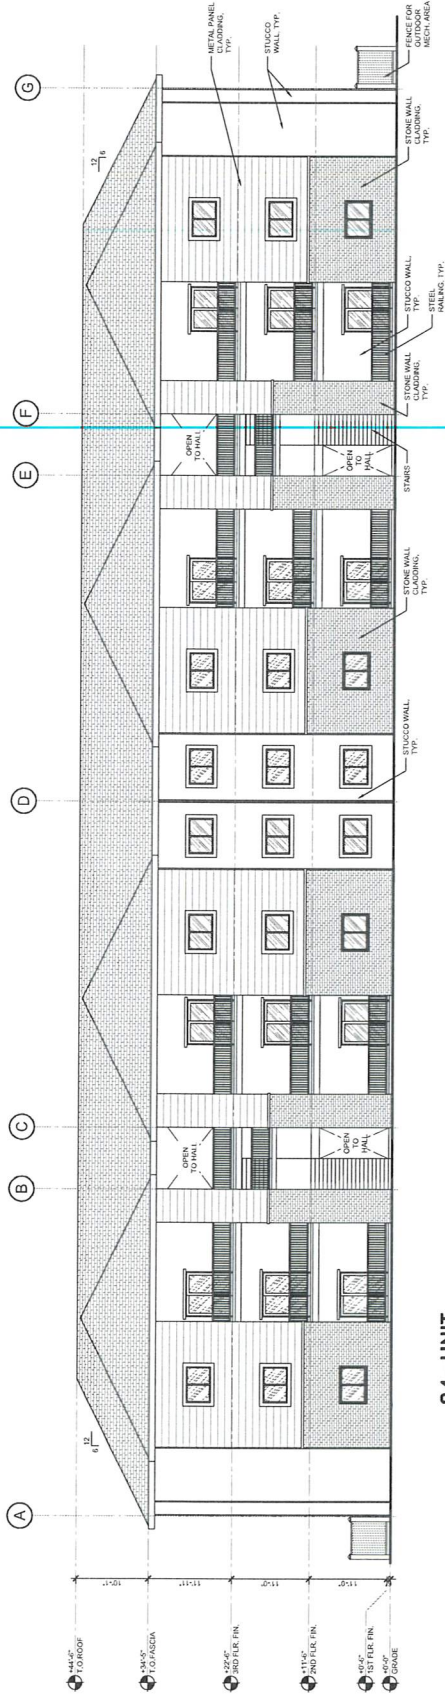 A
B
C
D
E
F
G
12
6
12
6
METAL PANEL
CLADDING,
TYP.
STUCCO
WALL, TYP.
OPEN
TO HALL
OPEN
TO HALL
OPEN
TO HALL
OPEN
TO HALL
+44'-6"
T.O.ROOF
+34'-5"
T.O.FASCIA
+22'-6"
3RD FLR. FIN.
+11'-6"
2ND FLR. FIN.
+0'-6"
1ST FLR. FIN.
+0'-0"
GRADE
10'-1"
11'-11"
11'-0"
11'-0"
STUCCO WALL,
TYP.
STONE WALL
CLADDING,
TYP.
STAIRS
STONE WALL
CLADDING,
TYP.
STUCCO WALL,
TYP.
STEEL
RAILING, TYP.
STONE WALL
CLADDING,
TYP.
FENCE FOR
OUTDOOR
MECH. AREA